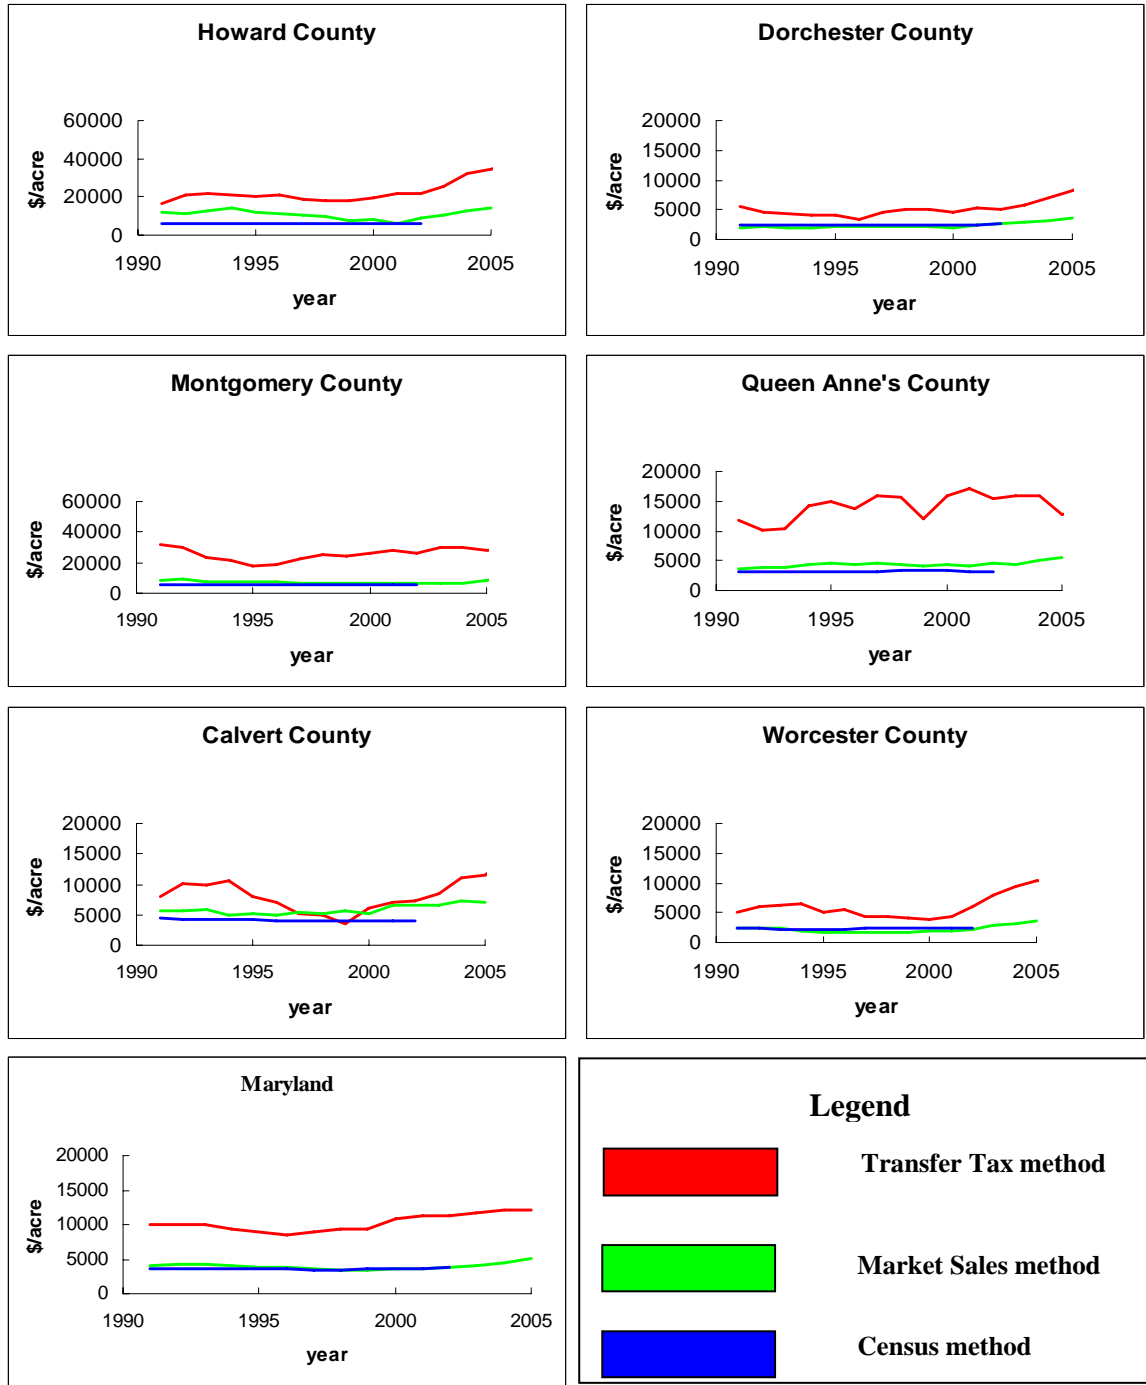 Howard County
60000
40000
20000
0
$/acre
1990 1995 2000 2005
year
Dorchester County
20000
15000
10000
5000
0
$/acre
1990 1995 2000 2005
year
Montgomery County
60000
40000
20000
0
$/acre
1990 1995 2000 2005
year
Queen Anne's County
20000
15000
10000
5000
0
$/acre
1990 1995 2000 2005
year
Calvert County
20000
15000
10000
5000
0
$/acre
1990 1995 2000 2005
year
Worcester County
20000
15000
10000
5000
0
$/acre
1990 1995 2000 2005
year
Maryland
20000
15000
10000
5000
0
$/acre
1990 1995 2000 2005
year
Legend
Transfer Tax method
Market Sales method
Census method